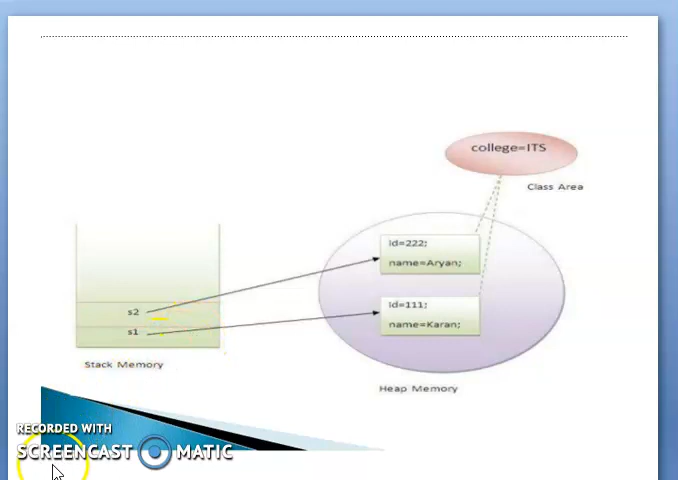 college=ITS
Class Area
id=222;
name=Aryan;
s2
id=111;
name=Karan;
s1
Stack Memory
Heap Memory
RECORDED WITH
SCREENCAST MATIC